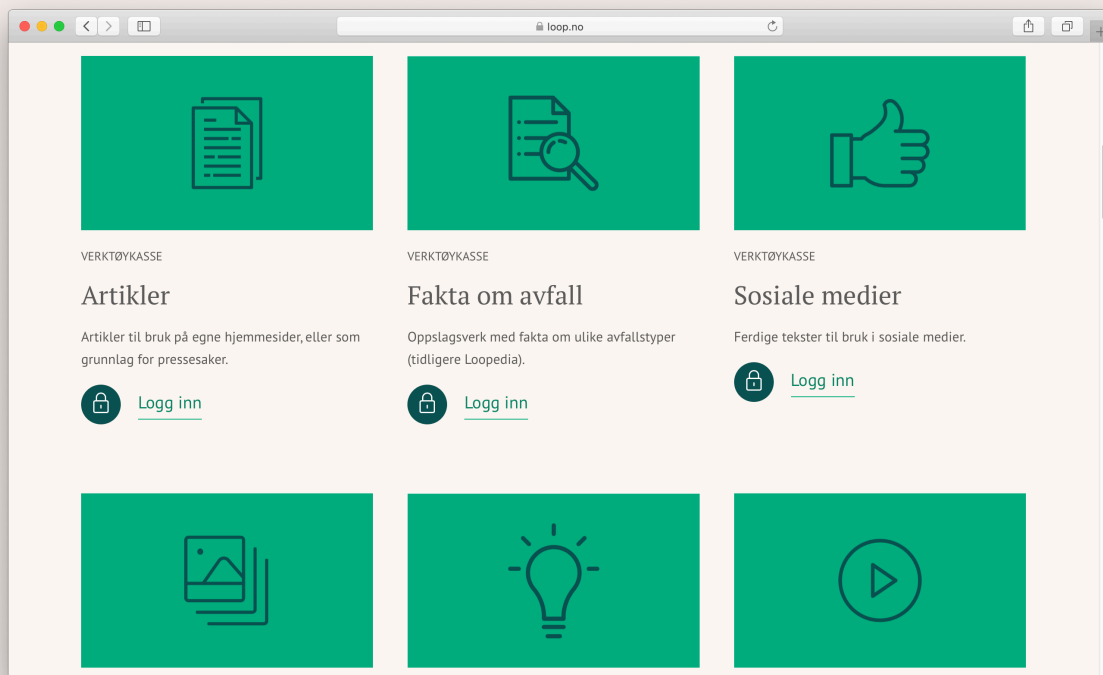 loop.no
VERKTØYKASSE
Artikler
Artikler til bruk på egne hjemmesider, eller som
grunnlag for pressesaker.
Logg inn
VERKTØYKASSE
Fakta om avfall
Oppslagsverk med fakta om ulike avfallstyper
(tidligere Loopedia).
Logg inn
VERKTØYKASSE
Sosiale medier
Ferdige tekster til bruk i sosiale medier.
Logg inn